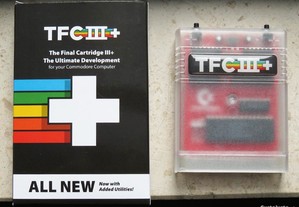 TFC III+
The Final Cartridge III+
The Ultimate Development
for your Commodore Computer
ALL NEW
Now with
Added Utilities!
TFC III+